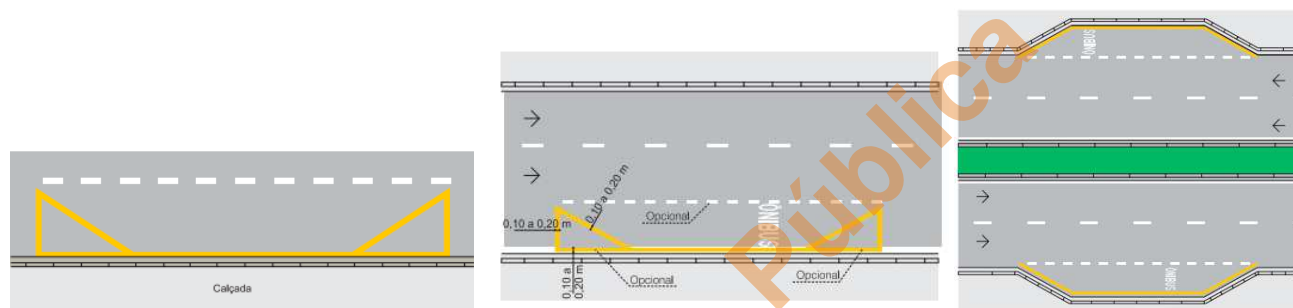 Calçada
0,10 a 0,20 m
0,10 a 0,20 m
0,10 a
0,20 m
Opcional
Opcional
Opcional
ÔNIBUS
ÔNIBUS
ÔNIBUS
Pública